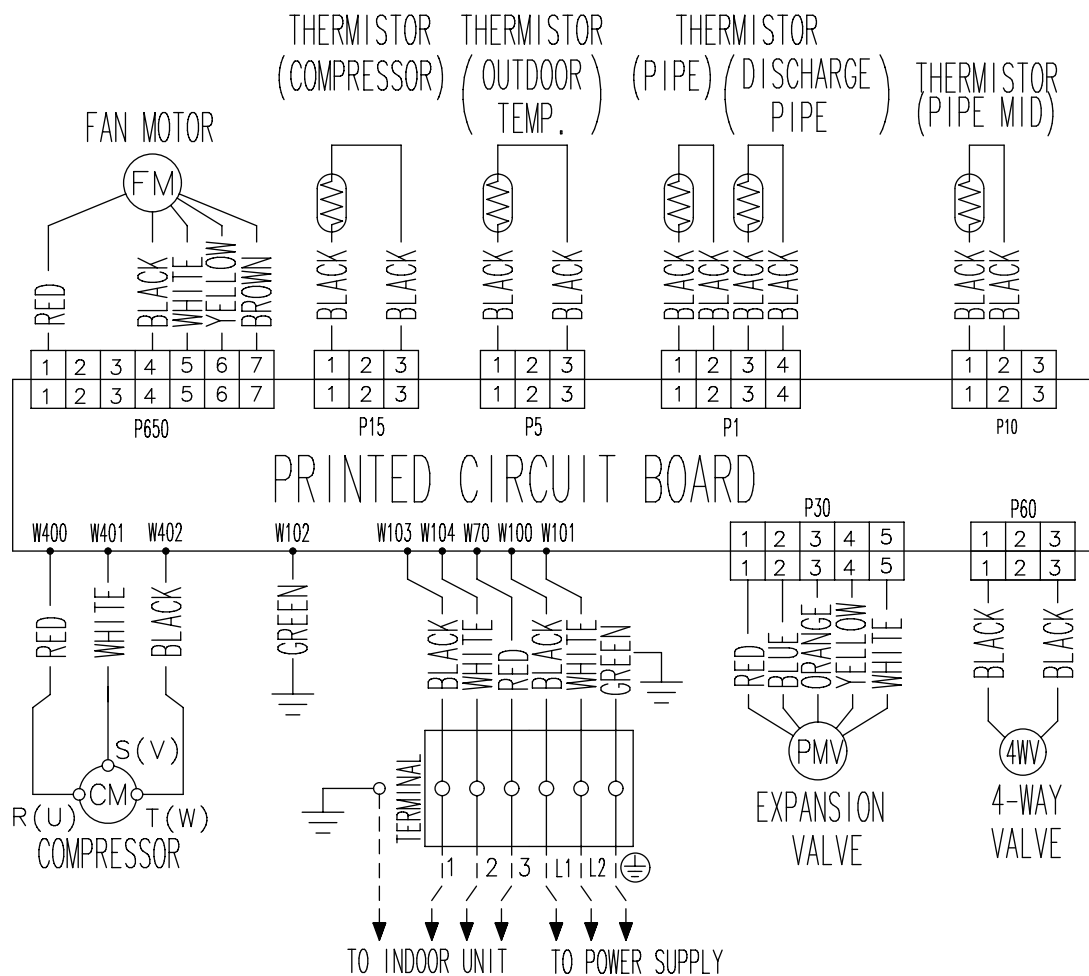 THERMISTOR THERMISTOR THERMISTOR
(COMPRESSOR) (OUTDOOR TEMP.) (PIPE) (DISCHARGE PIPE)
THERMISTOR
(PIPE MID)
FAN MOTOR
FM
RED BLACK WHITE YELLOW BROWN
BLACK BLACK
BLACK BLACK
BLACK BLACK BLACK BLACK
BLACK BLACK
1 2 3 4 5 6 7
1 2 3 4 5 6 7
P650
1 2 3
1 2 3
P15
1 2 3
1 2 3
P5
1 2 3 4
1 2 3 4
P1
1 2 3
1 2 3
P10
PRINTED CIRCUIT BOARD
W400 W401 W402 W102 W103 W104 W70 W100 W101
P30
1 2 3 4 5
1 2 3 4 5
P60
1 2 3
1 2 3
RED WHITE BLACK
GREEN
BLACK WHITE RED BLACK WHITE GREEN
RED BLUE ORANGE YELLOW WHITE
BLACK BLACK
S(V)
CM
R(U) T(W)
COMPRESSOR
TERMINAL
1 2 3 L1 L2
TO INDOOR UNIT TO POWER SUPPLY
PMV
EXPANSION
VALVE
4WV
4-WAY
VALVE